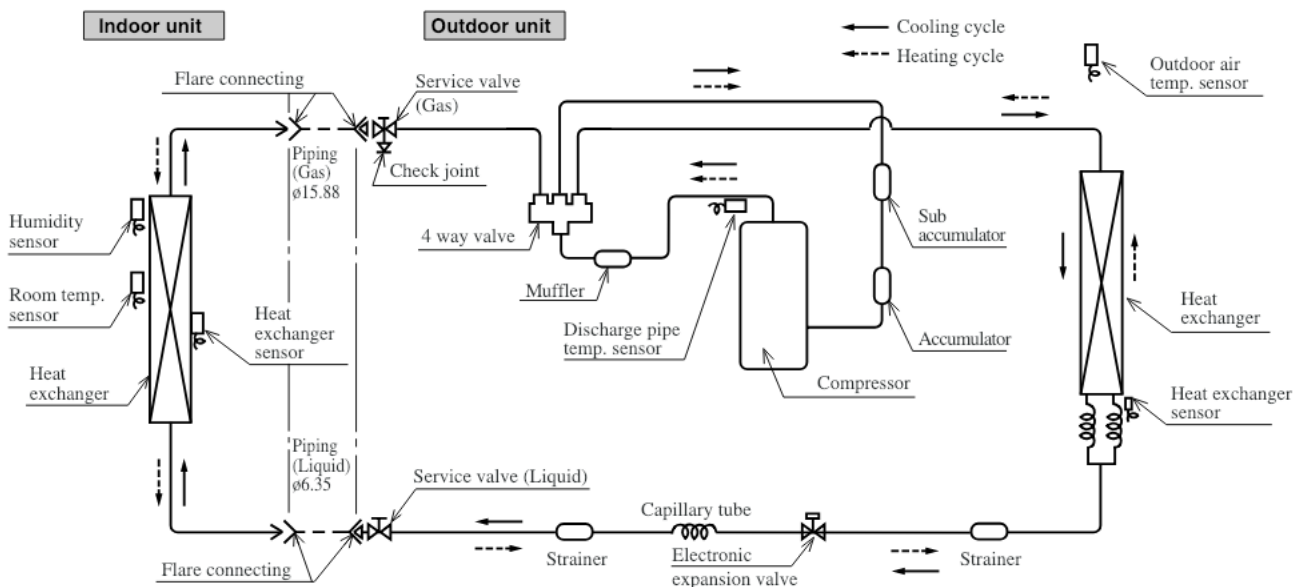 Indoor unit
Outdoor unit
Cooling cycle
Heating cycle
Flare connecting
Service valve
(Gas)
Outdoor air
temp. sensor
Piping
(Gas)
ø15.88
Check joint
Humidity
sensor
4 way valve
Sub
accumulator
Room temp.
sensor
Muffler
Heat
exchanger
sensor
Discharge pipe
temp. sensor
Heat
exchanger
Accumulator
Heat
exchanger
Compressor
Heat exchanger
sensor
Piping
(Liquid)
ø6.35
Service valve (Liquid)
Capillary tube
Strainer
Electronic
expansion valve
Strainer
Flare connecting